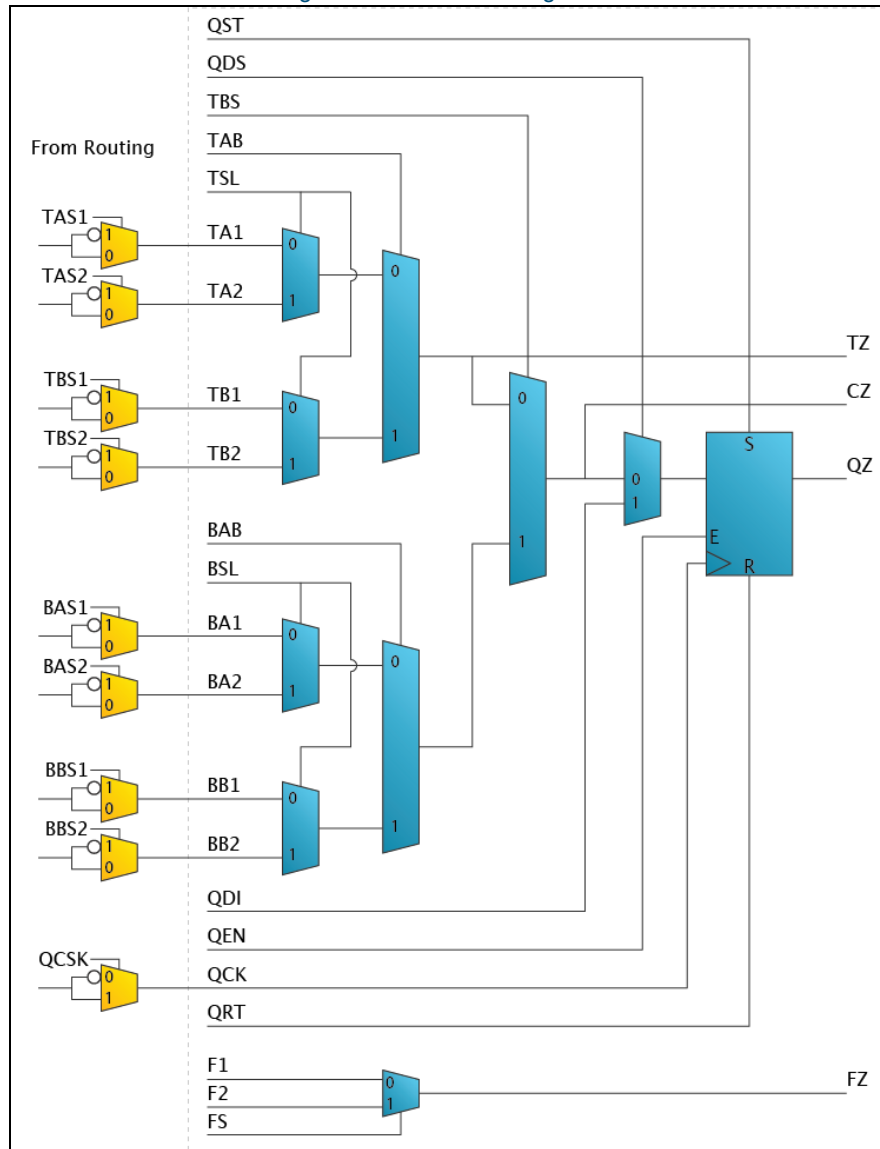 QST
QDS
TBS
From Routing
TAB
TSL
TAS1
1
0
TA1
0
TAS2
1
0
TA2
1
0
TBS1
1
0
TB1
0
TBS2
1
0
TB2
1
1
TZ
0
CZ
0
1
S
QZ
E
R
BAB
1
BSL
BAS1
1
0
BA1
0
BAS2
1
0
BA2
1
0
BBS1
1
0
BB1
0
BBS2
1
0
BB2
1
1
QDI
QEN
QCSK
0
1
QCK
QRT
F1
0
F2
1
FS
FZ